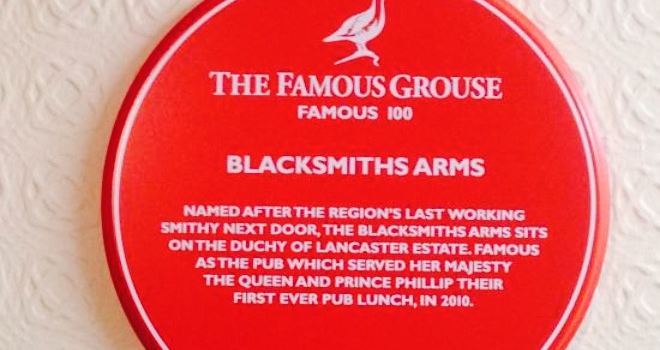 THE FAMOUS GROUSE
FAMOUS 100
BLACKSMITHS ARMS
NAMED AFTER THE REGION'S LAST WORKING
SMITHY NEXT DOOR, THE BLACKSMITHS ARMS SITS
ON THE DUCHY OF LANCASTER ESTATE. FAMOUS
AS THE PUB WHICH SERVED HER MAJESTY
THE QUEEN AND PRINCE PHILLIP THEIR
FIRST EVER PUB LUNCH, IN 2010.